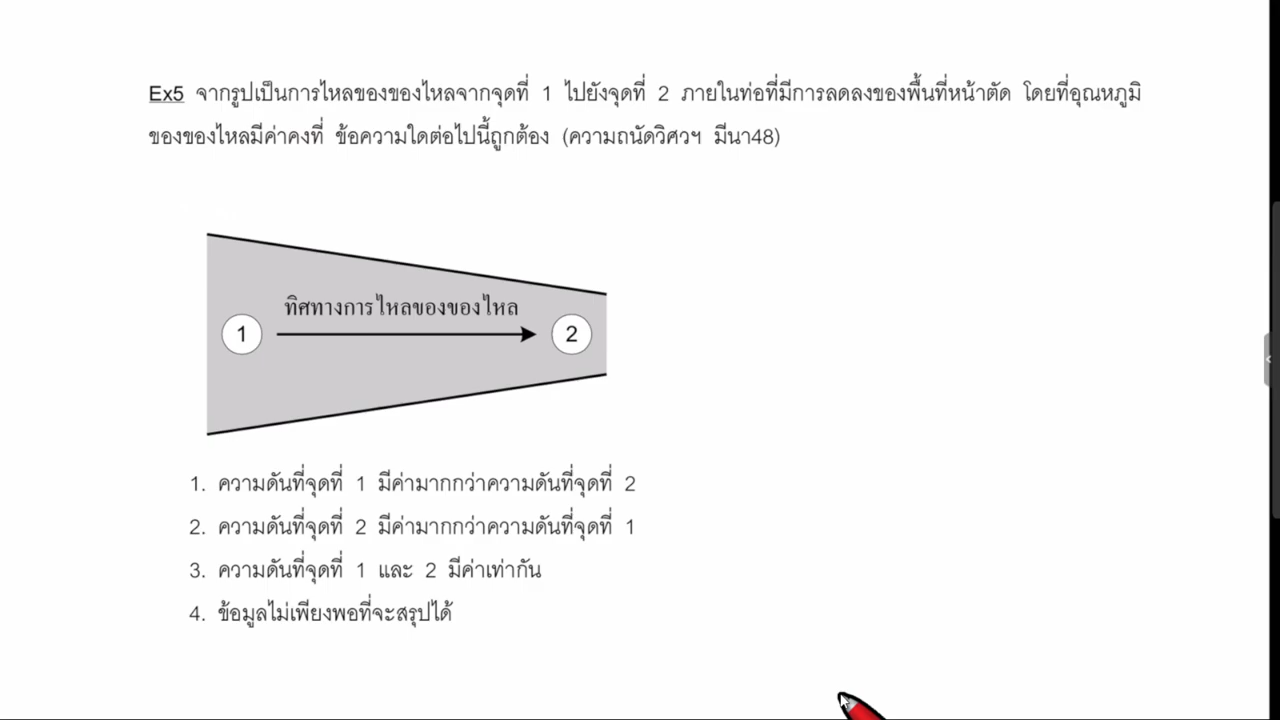 Ex5 จากรูปเป็นการไหลของของไหลจากจุดที่ 1 ไปยังจุดที่ 2 ภายในท่อที่มีการลดลงของพื้นที่หน้าตัด โดยที่อุณหภูมิ
ของของไหลมีค่าคงที่ ข้อความใดต่อไปนี้ถูกต้อง (ความถนัดวิศวฯ มีนา48)
ทิศทางการไหลของของไหล
1 2
1. ความดันที่จุดที่ 1 มีค่ามากกว่าความดันที่จุดที่ 2
2. ความดันที่จุดที่ 2 มีค่ามากกว่าความดันที่จุดที่ 1
3. ความดันที่จุดที่ 1 และ 2 มีค่าเท่ากัน
4. ข้อมูลไม่เพียงพอที่จะสรุปได้